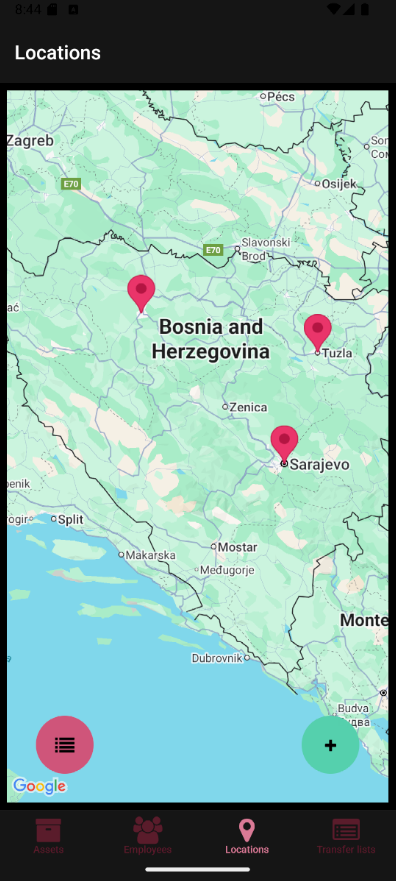 8:44
Locations
Pécs
Zagreb
Osijek
E70
Slavonski
Brod
E70
Bosnia and
Herzegovina
Tuzla
Zenica
Sarajevo
Split
Mostar
Makarska
Međugorje
Dubrovnik
Monte
Budva
Google
Assets
Employees
Locations
Transfer lists